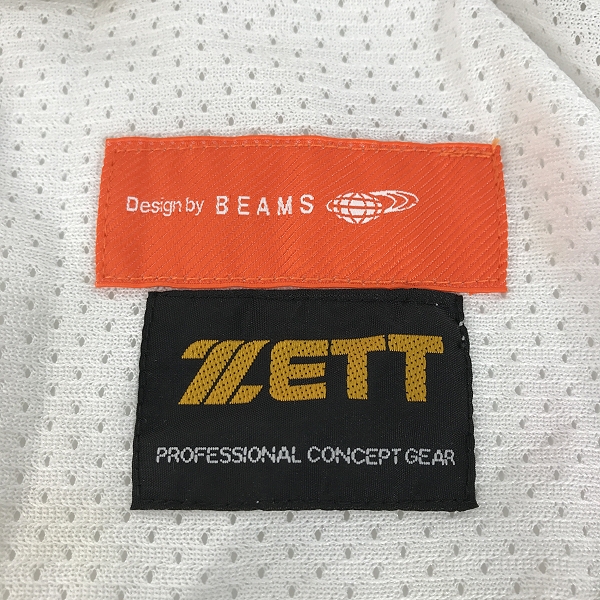 Design by BEAMS
ZETT
PROFESSIONAL CONCEPT GEAR